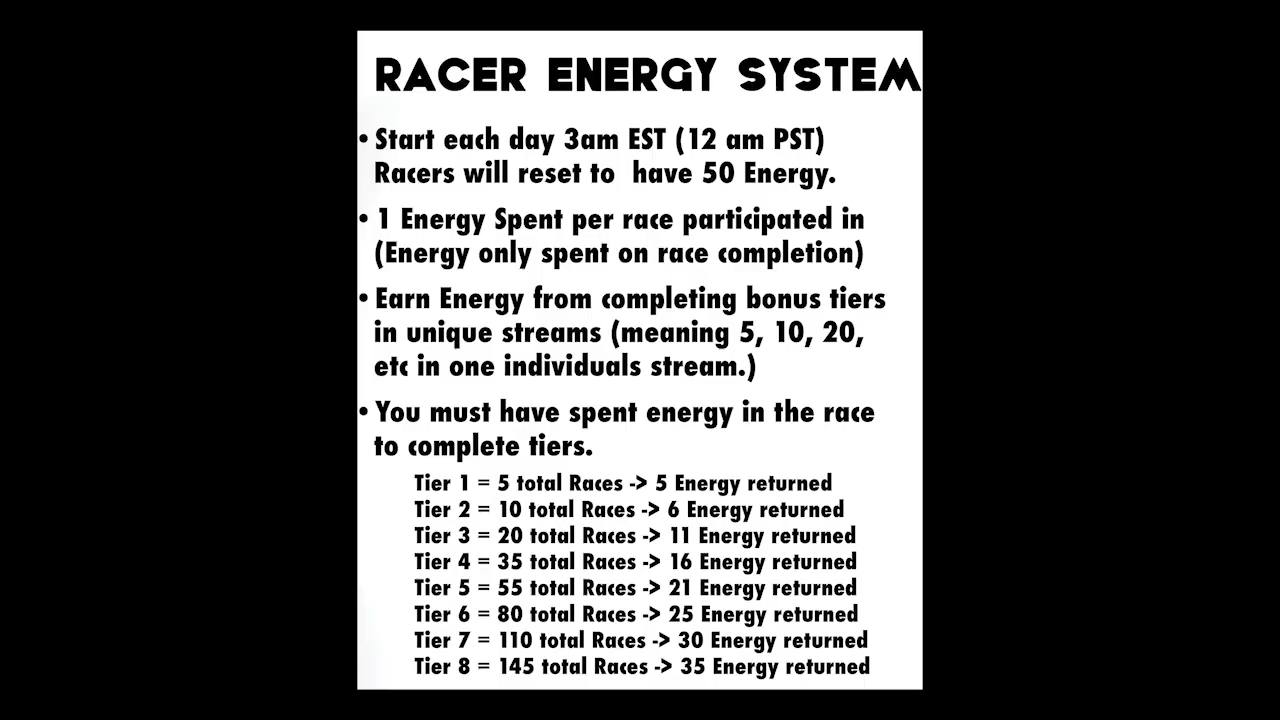 RACER ENERGY SYSTEM
• Start each day 3am EST (12 am PST)
Racers will reset to have 50 Energy.
• 1 Energy Spent per race participated in
(Energy only spent on race completion)
• Earn Energy from completing bonus tiers
in unique streams (meaning 5, 10, 20,
etc in one individuals stream.)
• You must have spent energy in the race
to complete tiers.
Tier 1 = 5 total Races -> 5 Energy returned
Tier 2 = 10 total Races -> 6 Energy returned
Tier 3 = 20 total Races -> 11 Energy returned
Tier 4 = 35 total Races -> 16 Energy returned
Tier 5 = 55 total Races -> 21 Energy returned
Tier 6 = 80 total Races -> 25 Energy returned
Tier 7 = 110 total Races -> 30 Energy returned
Tier 8 = 145 total Races -> 35 Energy returned